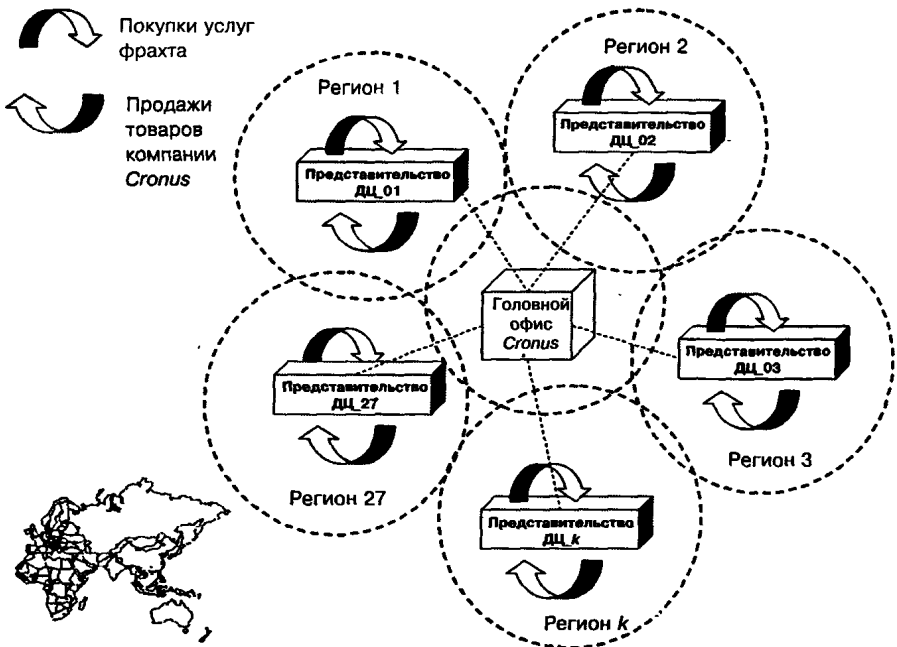 Покупки услуг
фрахта
Продажи
товаров
компании
Cronus
Регион 1
Представительство
ДЦ_01
Регион 2
Представительство
ДЦ_02
Головной
офис
Cronus
Представительство
ДЦ_03
Регион 3
Представительство
ДЦ_27
Регион 27
Представительство
ДЦ_k
Регион k